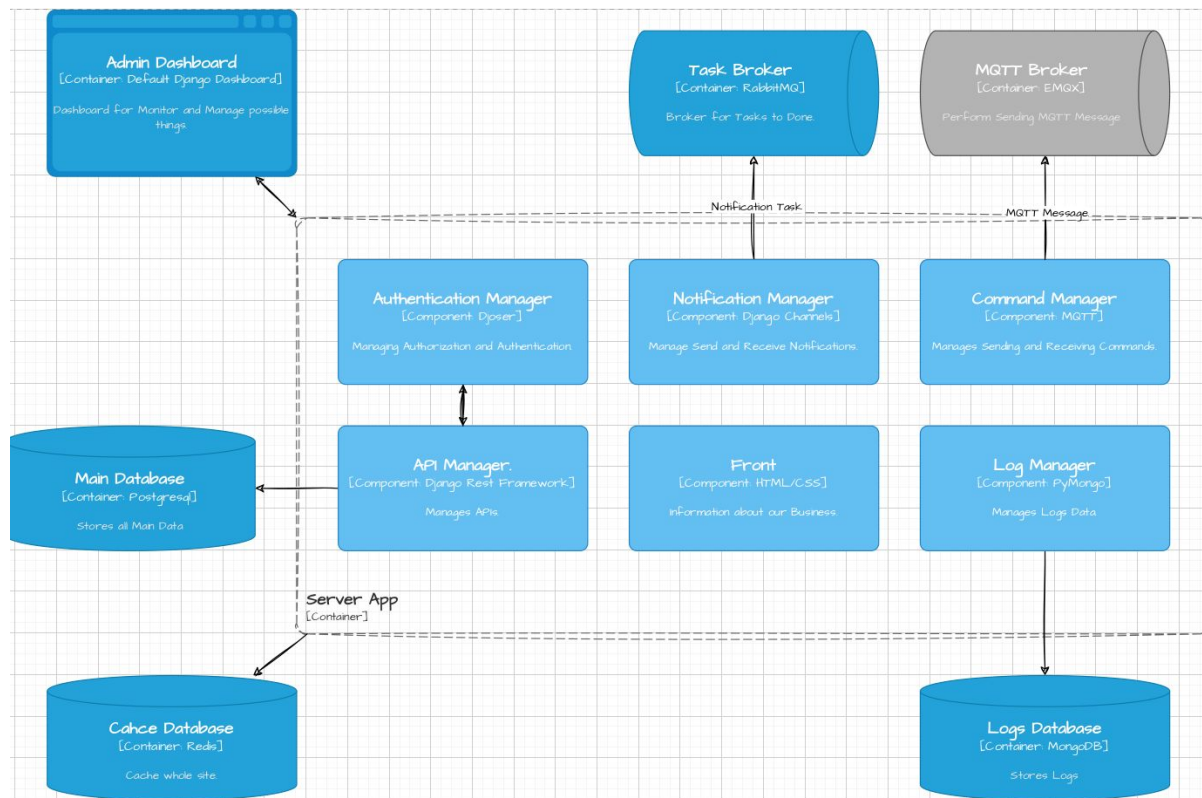 Admin Dashboard
[Container: Default Django Dashboard]
Dashboard for Monitor and Manage possible
things.
Task Broker
[Container: RabbitMQ]
Broker for Tasks to Done.
MQTT Broker
[Container: EMQX]
Perform Sending MQTT Message
Notification Task
MQTT Message
Authentication Manager
[Component: Djoser]
Managing Authorization and Authentication.
Notification Manager
[Component: Django Channels]
Manage Send and Receive Notifications.
Command Manager
[Component: MQTT]
Manages Sending and Receiving Commands.
Main Database
[Container: Postgresql]
Stores all Main Data
API Manager.
[Component: Django Rest Framework]
Manages APIs.
Front
[Component: HTML/CSS]
Information about our Business.
Log Manager
[Component: PyMongo]
Manages Logs Data
Server App
[Container]
Cahce Database
[Container: Redis]
Cache whole site.
Logs Database
[Container: MongoDB]
Stores Logs